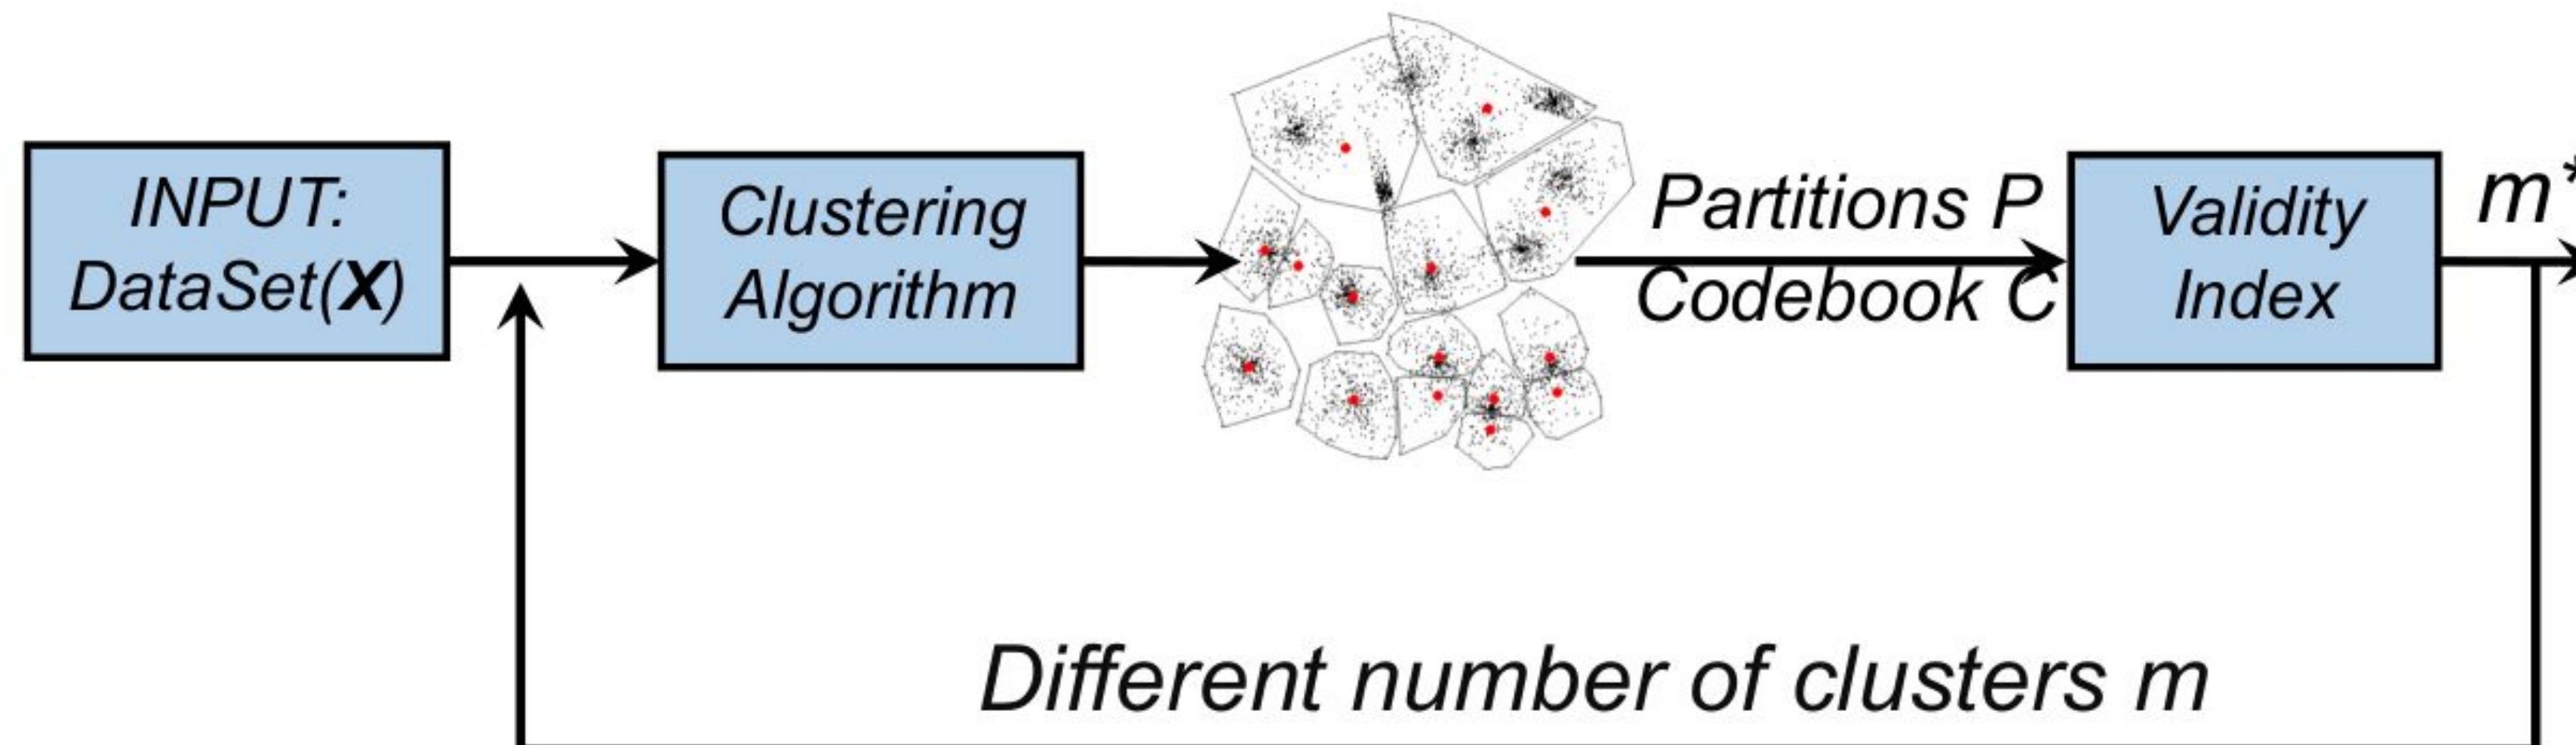 INPUT:
DataSet(X)
Clustering
Algorithm
Partitions P
Codebook C
Validity
Index
m*
Different number of clusters m